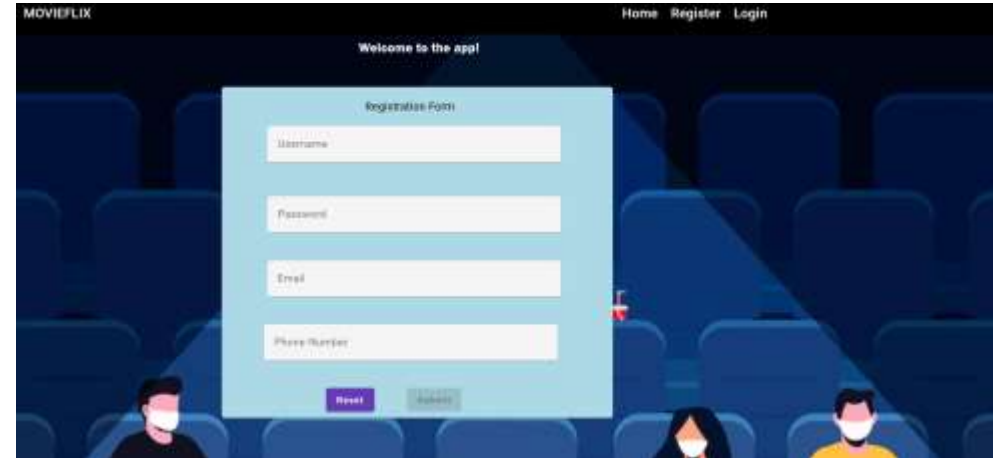 MOVIEFLIX Home Register Login
Welcome to the app!
Registration Form
Username
Password
Email
Phone Number
Reset Submit